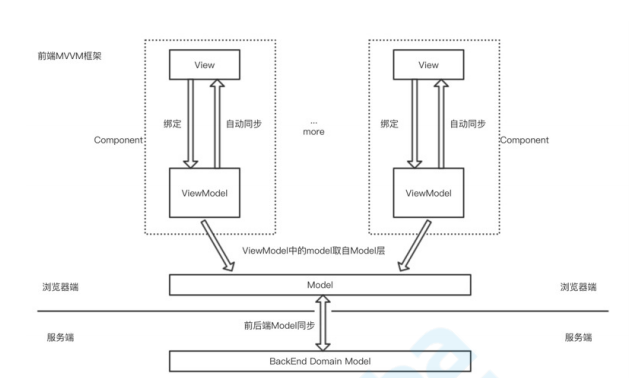 前端MVVM框架
View
View
绑定
自动同步
...
more
绑定
自动同步
Component
Component
ViewModel
ViewModel
ViewModel中的model取自Model层
浏览器端
Model
浏览器端
前后端Model同步
服务端
服务端
BackEnd Domain Model